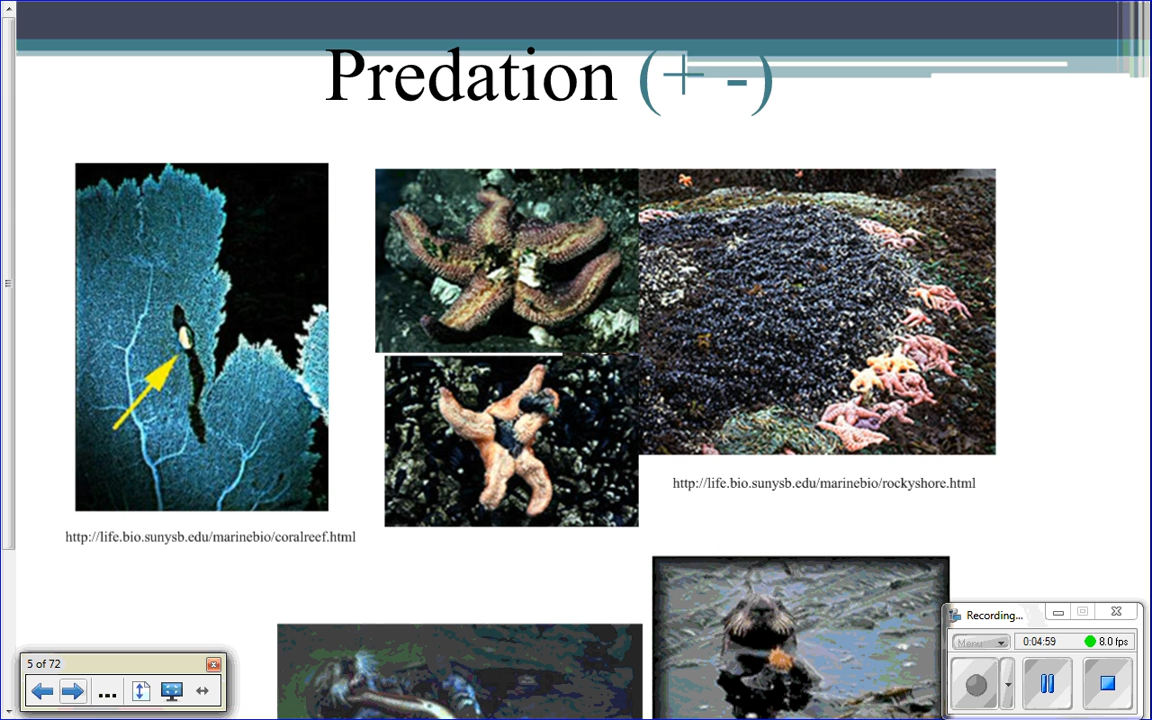 Predation (+ -)
http://life.bio.sunysb.edu/marinebio/rockyshore.html
http://life.bio.sunysb.edu/marinebio/coralreef.html
Recording...
Menu
0:04:59
8.0 fps
5 of 72
...